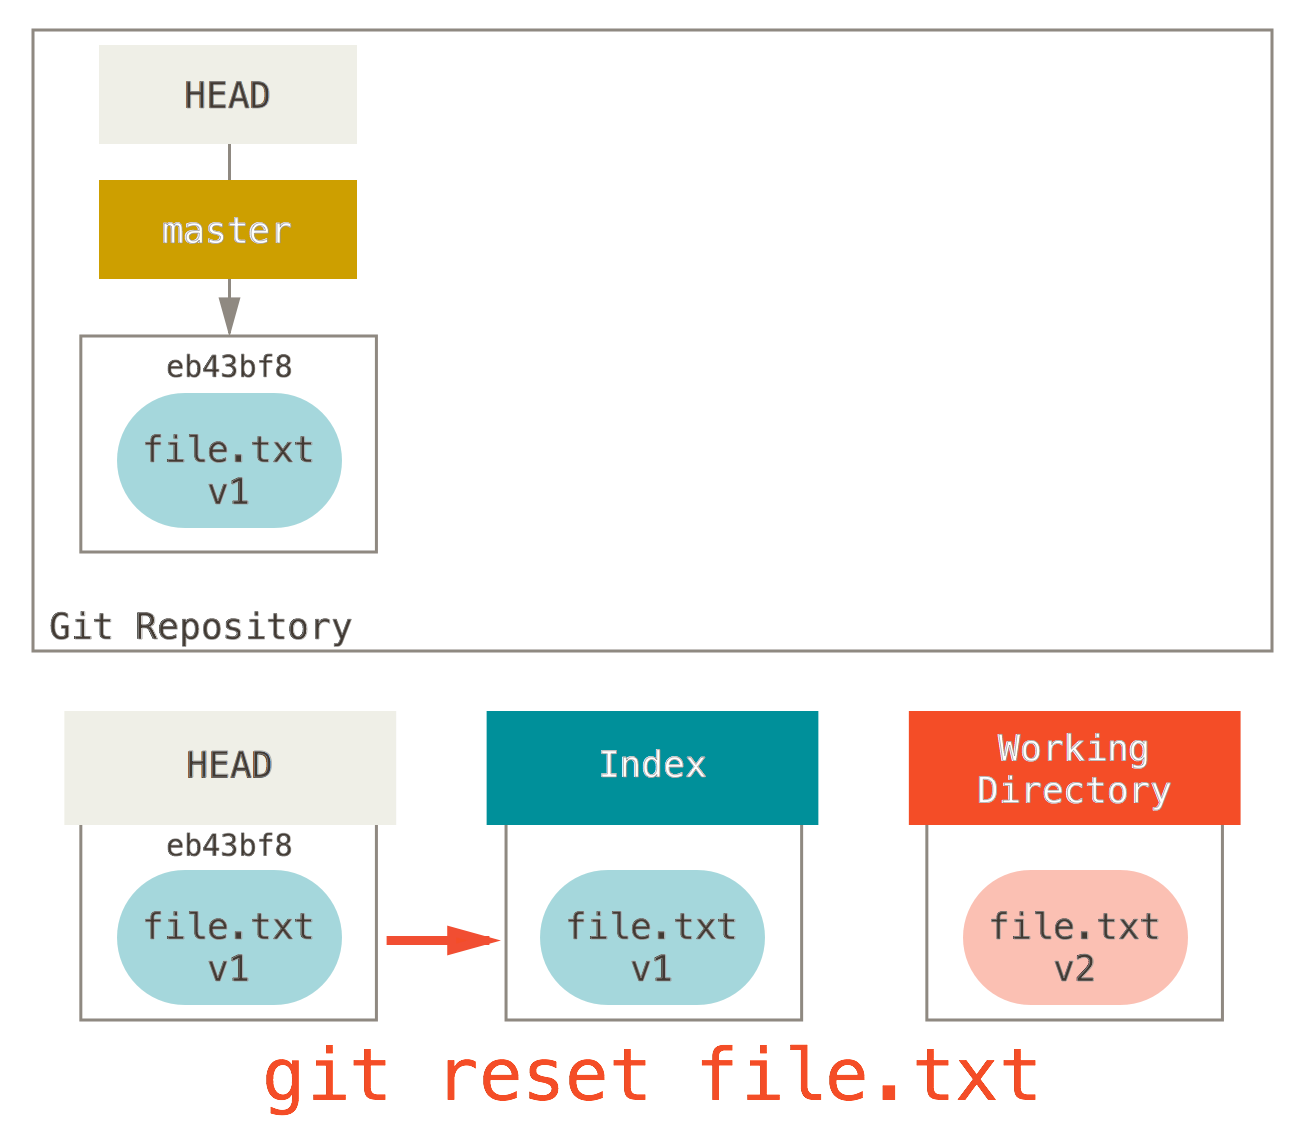 HEAD
master
eb43bf8
file.txt
v1
Git Repository
HEAD
Index
Working
Directory
eb43bf8
file.txt
v1
file.txt
v1
file.txt
v2
git reset file.txt